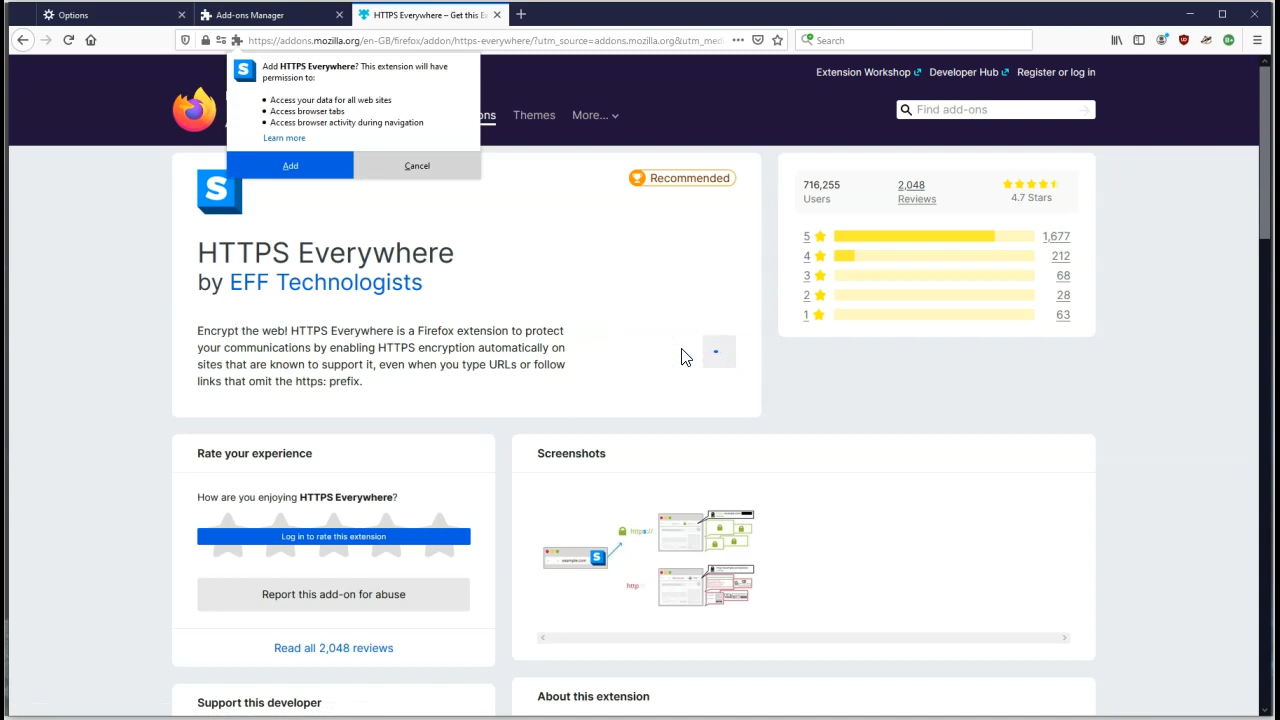 Options
Add-ons Manager
HTTPS Everywhere – Get this Ex
https://addons.mozilla.org/en-GB/firefox/addon/https-everywhere/?utm_source=addons.mozilla.org&utm_med
Search
Add HTTPS Everywhere? This extension will have
permission to:
Access your data for all web sites
Access browser tabs
Access browser activity during navigation
Learn more
Add
Cancel
Extension Workshop
Developer Hub
Register or log in
ons
Themes
More...
Find add-ons
S
Recommended
HTTPS Everywhere
by EFF Technologists
Encrypt the web! HTTPS Everywhere is a Firefox extension to protect
your communications by enabling HTTPS encryption automatically on
sites that are known to support it, even when you type URLs or follow
links that omit the https: prefix.
716,255
Users
2,048
Reviews
4.7 Stars
5 1,677
4 212
3 68
2 28
1 63
Rate your experience
How are you enjoying HTTPS Everywhere?
Log in to rate this extension
Report this add-on for abuse
Read all 2,048 reviews
Support this developer
Screenshots
https://
example.com
S
http
About this extension